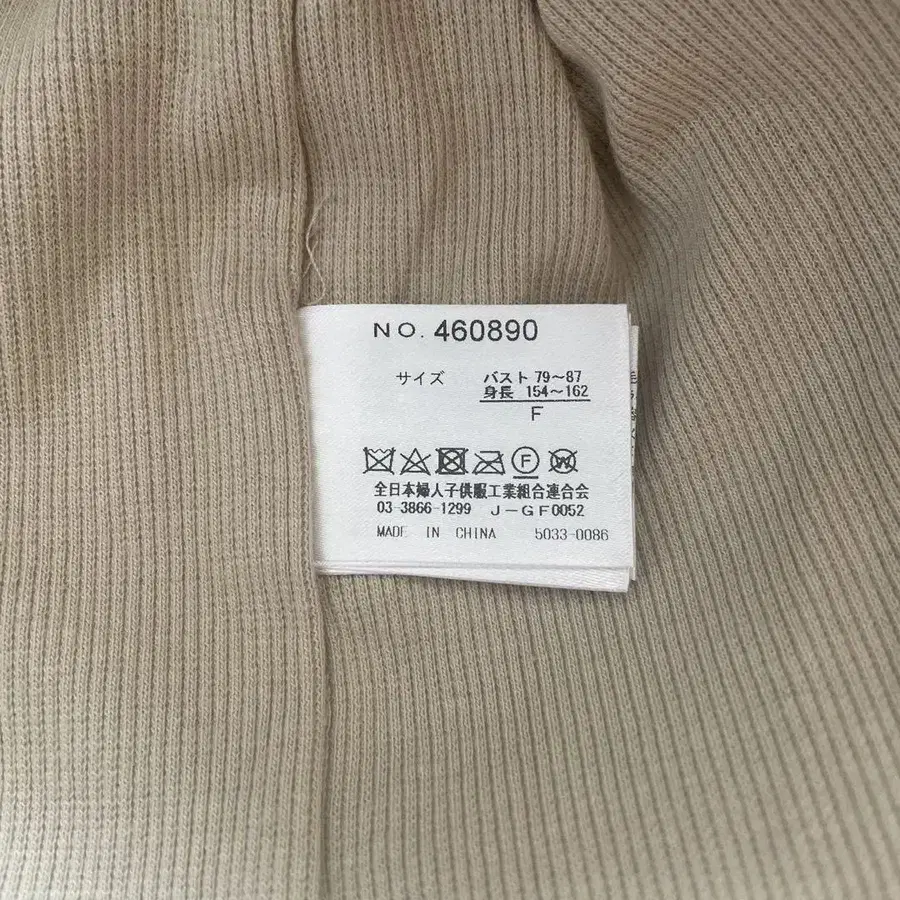 NO. 460890
サイズ バスト 79〜87
身長 154〜162
F
F W
全日本婦人子供服工業組合連合会
03-3866-1299 J-GF0052
MADE IN CHINA 5033-0086